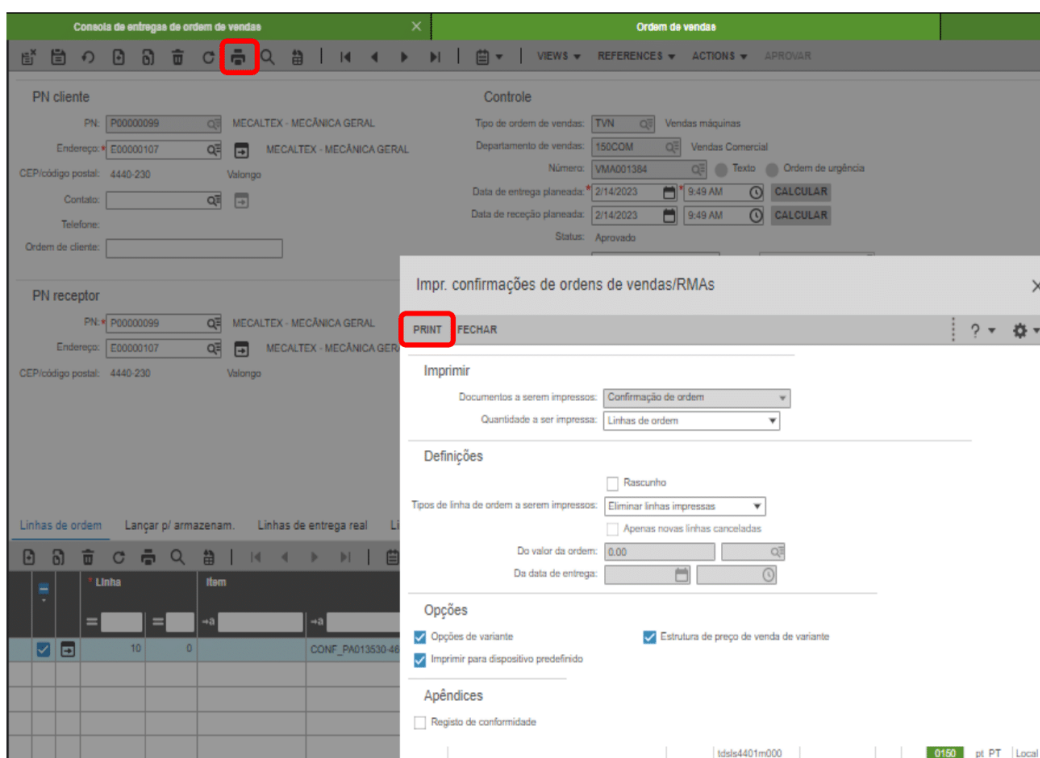 Consola de entregas de ordem de vendas
Ordem de vendas
VIEWS REFERENCES ACTIONS APROVAR
PN cliente
PN: P00000099 MECALTEX - MECÂNICA GERAL
Endereço:* E00000107 MECALTEX - MECÂNICA GERAL
CEP/código postal: 4440-230 Valongo
Contato:
Telefone:
Ordem de cliente:
Controle
Tipo de ordem de vendas: TVN Vendas máquinas
Departamento de vendas: 150COM Vendas Comercial
Número: VMA001384 Texto Ordem de urgência
Data de entrega planeada:* 2/14/2023 * 9:49 AM CALCULAR
Data de receção planeada: 2/14/2023 9:49 AM CALCULAR
Status: Aprovado
PN receptor
PN:* P00000099 MECALTEX - MECÂNICA GERAL
Endereço: E00000107 MECALTEX - MECÂNICA GER
CEP/código postal: 4440-230 Valongo
Impr. confirmações de ordens de vendas/RMAs
PRINT FECHAR
Imprimir
Documentos a serem impressos: Confirmação de ordem
Quantidade a ser impressa: Linhas de ordem
Definições
Rascunho
Tipos de linha de ordem a serem impressos: Eliminar linhas impressas
Apenas novas linhas canceladas
Do valor da ordem: 0.00
Da data de entrega:
Opções
Opções de variante
Estrutura de preço de venda de variante
Imprimir para dispositivo predefinido
Apêndices
Registo de conformidade
tdsls4401m000 0150 pt_PT Local
Linhas de ordem Lançar p/ armazenam. Linhas de entrega real Li
* Linha Item
10 0 CONF_PA013530-46